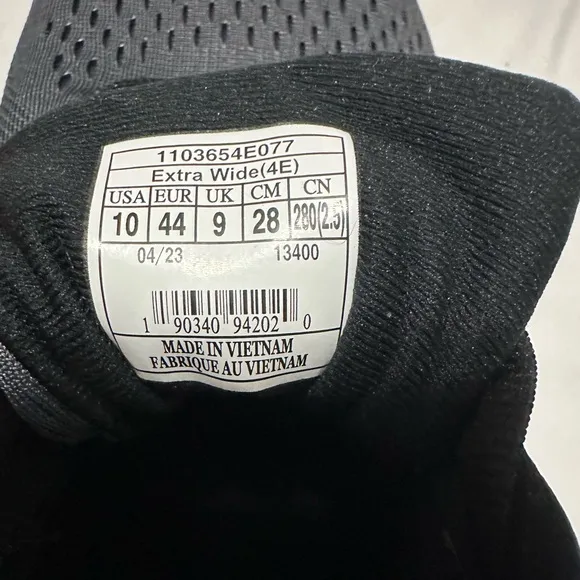 1103654E077
Extra Wide(4E)
USA EUR UK CM CN
10 44 9 28 280(2.5)
04/23 13400
1 90340 94202 0
MADE IN VIETNAM
FABRIQUE AU VIETNAM